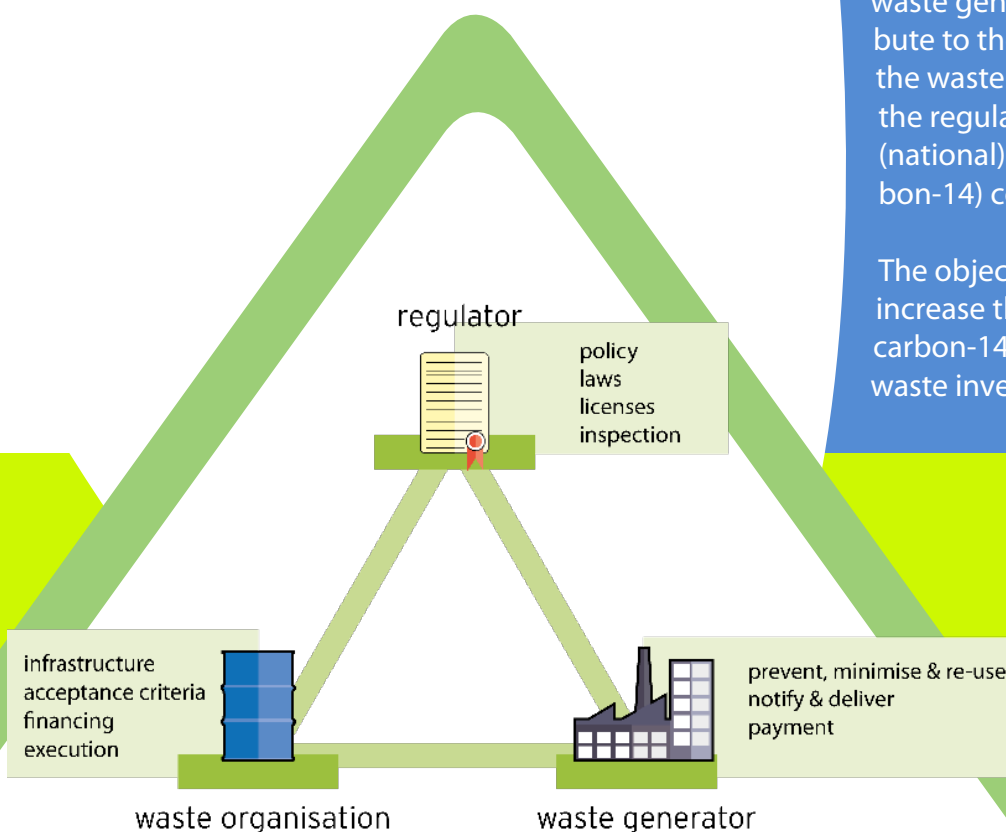 waste gen
bute to th
the waste
the regula
(national)
bon-14) c
The objec
increase t
carbon-14
waste inve
regulator
policy
laws
licenses
inspection
infrastructure
acceptance criteria
financing
execution
waste organisation
prevent, minimise & re-use
notify & deliver
payment
waste generator